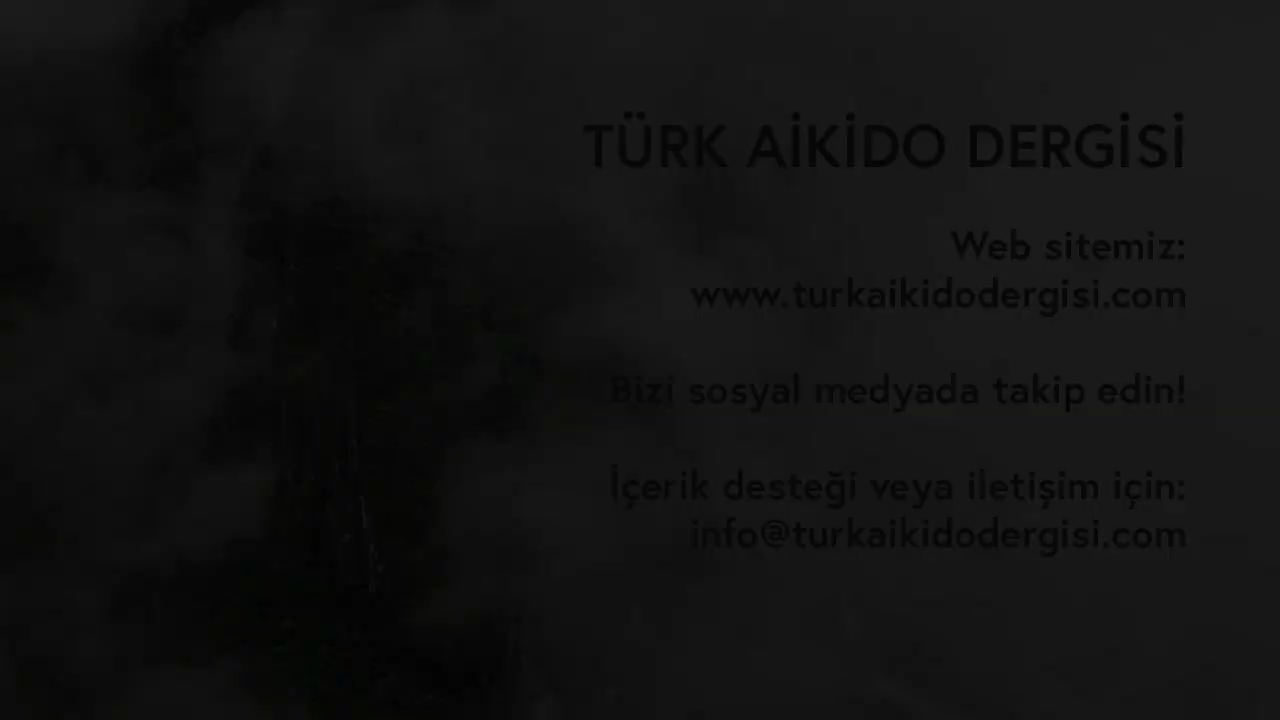 TÜRK AİKİDO DERGİSİ
Web sitemiz:
www.turkaikidodergisi.com
Bizi sosyal medyada takip edin!
İçerik desteği veya iletişim için:
info@turkaikidodergisi.com